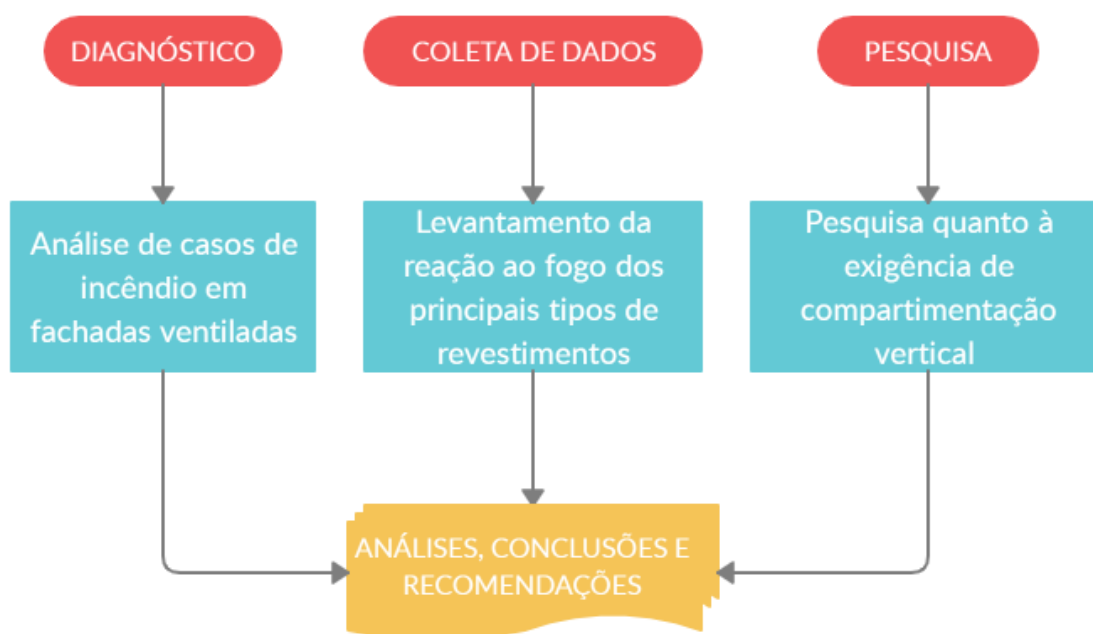 DIAGNÓSTICO
COLETA DE DADOS
PESQUISA
Análise de casos de
incêndio em
fachadas ventiladas
Levantamento da
reação ao fogo dos
principais tipos de
revestimentos
Pesquisa quanto à
exigência de
compartimentação
vertical
ANÁLISES, CONCLUSÕES E
RECOMENDAÇÕES